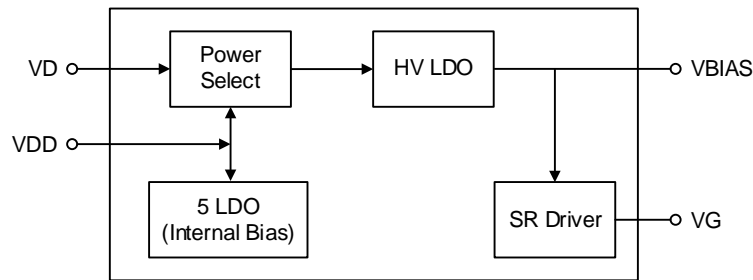 VD
Power
Select
HV LDO
VBIAS
VDD
5 LDO
(Internal Bias)
SR Driver
VG